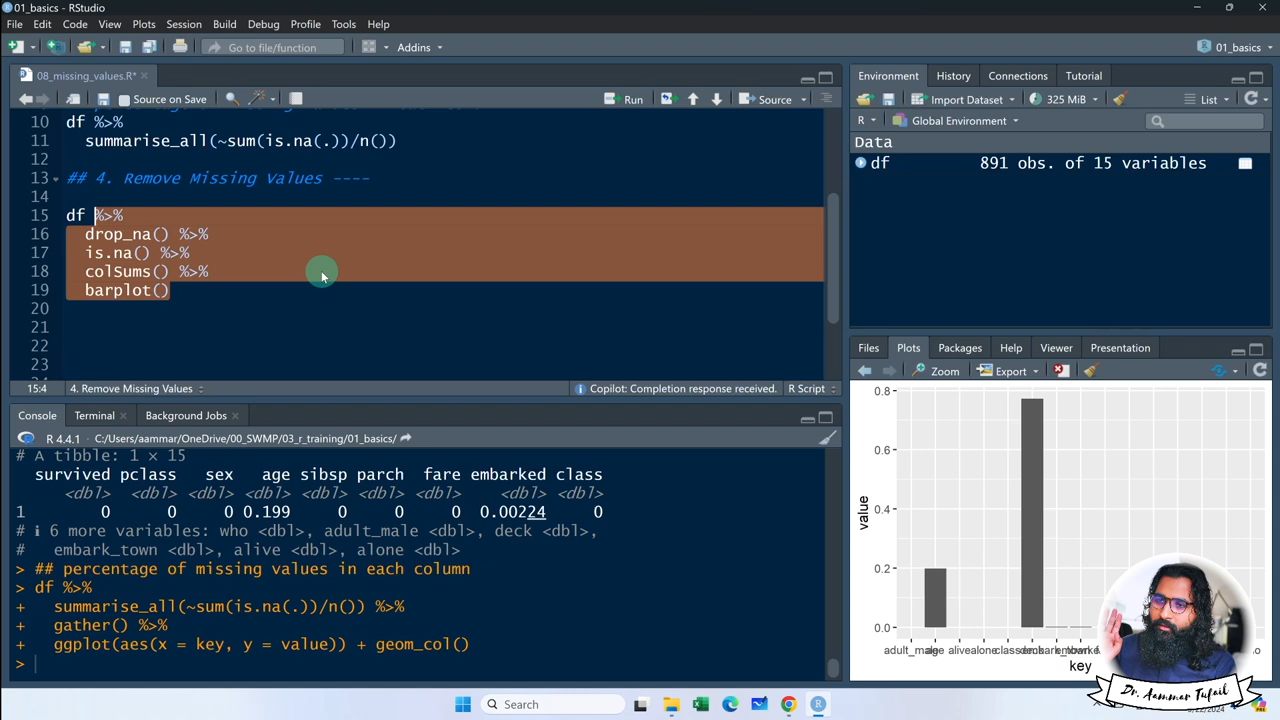 01_basics - RStudio
File Edit Code View Plots Session Build Debug Profile Tools Help
Go to file/function Addins 01_basics
08_missing_values.R*
Source on Save Run Source
10 df %>%
11 summarise_all(~sum(is.na(.))/n())
12
13 ## 4. Remove Missing Values ----
14
15 df %>%
16 drop_na() %>%
17 is.na() %>%
18 colSums() %>%
19 barplot()
20
21
22
23
15:4 4. Remove Missing Values Copilot: Completion response received. R Script
Console Terminal Background Jobs
R 4.4.1 · C:/Users/aammar/OneDrive/00_SWMP/03_r_training/01_basics/
# A tibble: 1 × 15
survived pclass sex age sibsp parch fare embarked class
<dbl> <dbl> <dbl> <dbl> <dbl> <dbl> <dbl> <dbl> <dbl>
1 0 0 0 0.199 0 0 0 0.00224 0
# ℹ 6 more variables: who <dbl>, adult_male <dbl>, deck <dbl>,
# embark_town <dbl>, alive <dbl>, alone <dbl>
> ## percentage of missing values in each column
> df %>%
+ summarise_all(~sum(is.na(.))/n()) %>%
+ gather() %>%
+ ggplot(aes(x = key, y = value)) + geom_col()
>
Environment History Connections Tutorial
Import Dataset 325 MiB List
R Global Environment
Data
df 891 obs. of 15 variables
Files Plots Packages Help Viewer Presentation
Zoom Export
0.8
0.6
0.4
0.2
0.0
value
adult_male age alive alone class
key
Dr. Aammar Tufail
Search